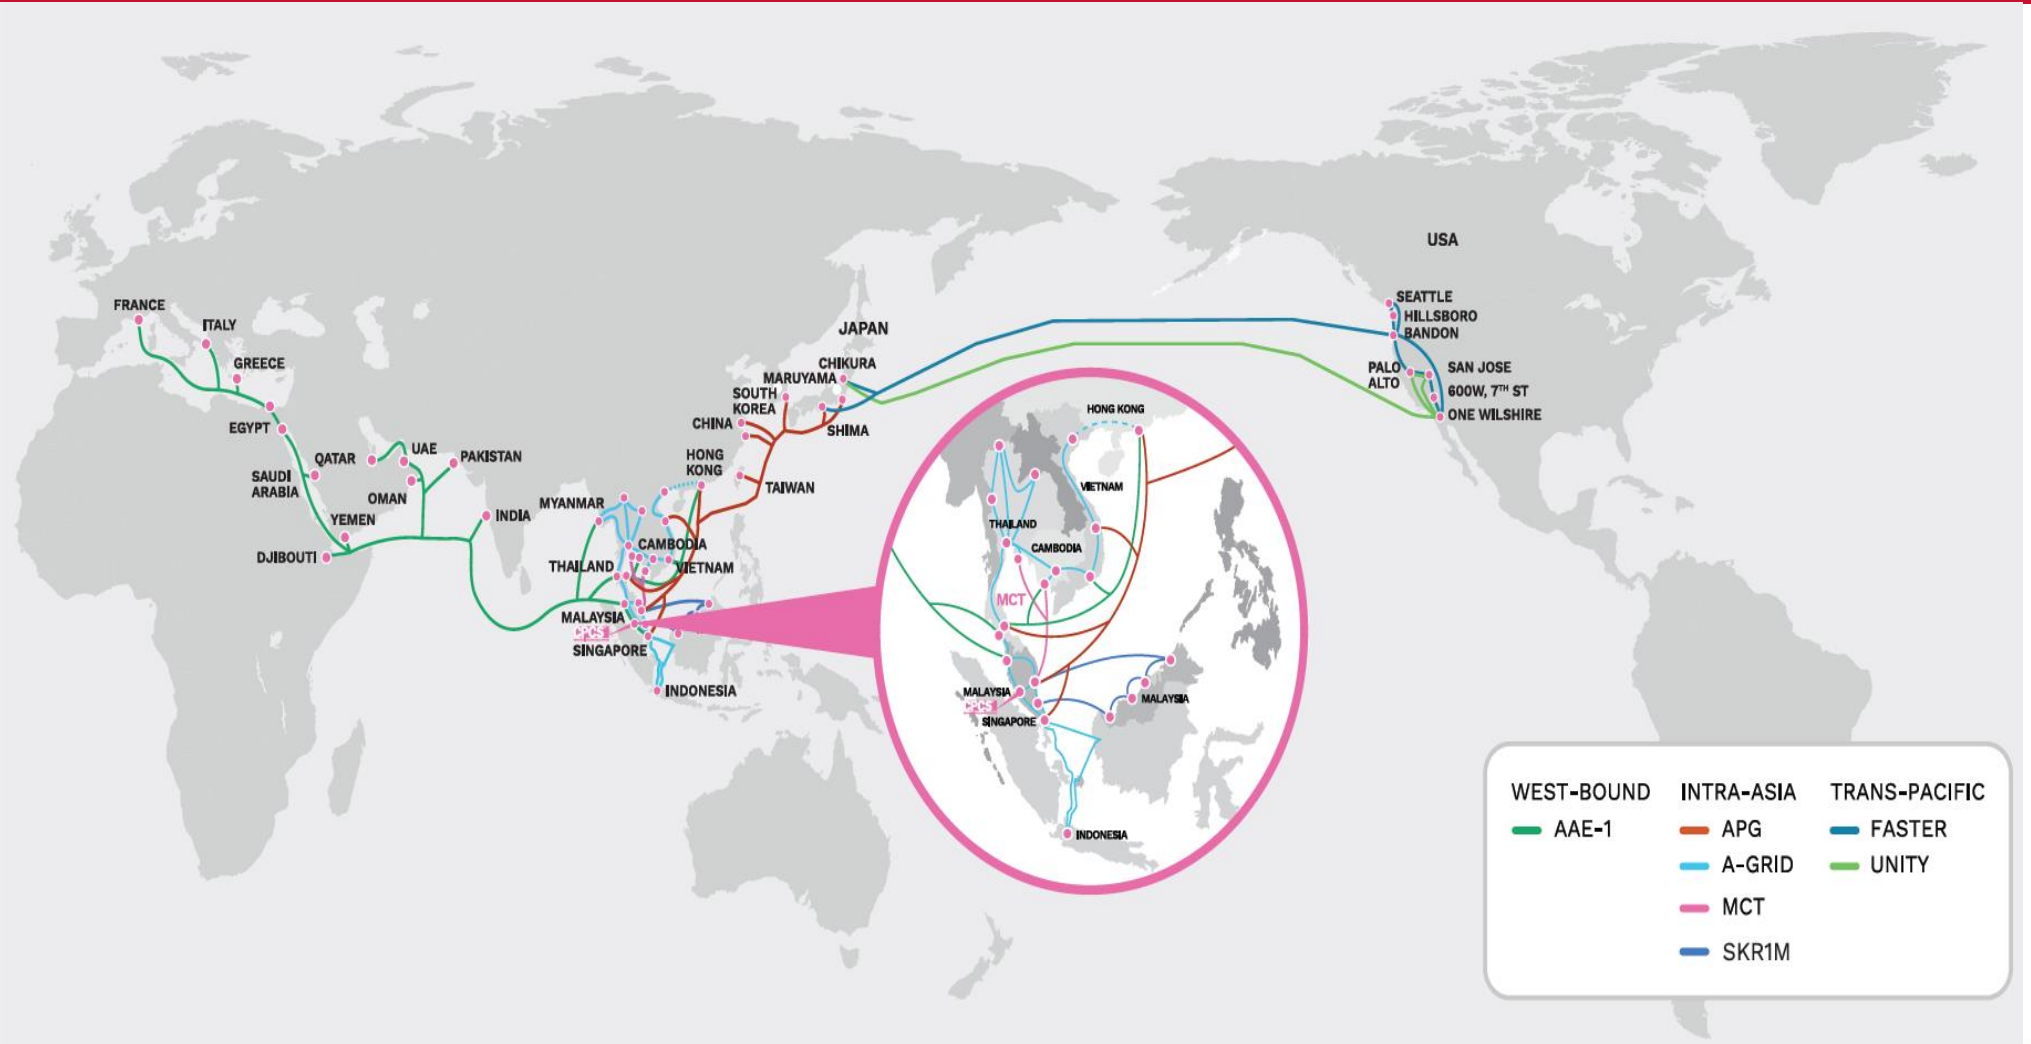 USA
FRANCE
ITALY
GREECE
EGYPT
QATAR
UAE
PAKISTAN
SAUDI
ARABIA
OMAN
YEMEN
DJIBOUTI
INDIA
MYANMAR
THAILAND
CAMBODIA
VIETNAM
MALAYSIA
CPCS
SINGAPORE
INDONESIA
JAPAN
CHIKURA
MARUYAMA
SOUTH
KOREA
CHINA
SHIMA
HONG
KONG
TAIWAN
SEATTLE
HILLSBORO
BANDON
PALO
ALTO
SAN JOSE
600W, 7TH ST
ONE WILSHIRE
HONG KONG
VIETNAM
THAILAND
CAMBODIA
MCT
MALAYSIA
CPCS
SINGAPORE
MALAYSIA
INDONESIA
WEST-BOUND
AAE-1
INTRA-ASIA
APG
A-GRID
MCT
SKR1M
TRANS-PACIFIC
FASTER
UNITY